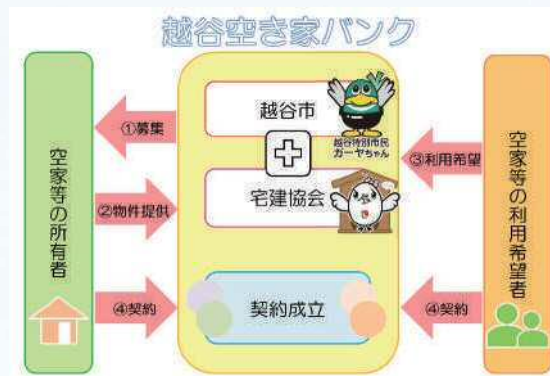 越谷空き家バンク
空家等の所有者
①募集
②物件提供
④契約
越谷市
越谷特別市民
ガーヤちゃん
宅建協会
契約成立
③利用希望
④契約
空家等の利用希望者